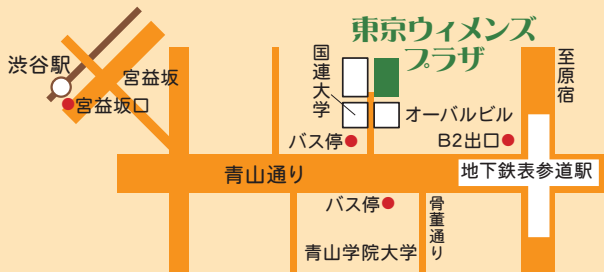 東京ウィメンズ
プラザ
渋谷駅
宮益坂
宮益坂口
国連大学
オーバルビル
至原宿
バス停
B2出口
青山通り
地下鉄表参道駅
バス停
骨董通り
青山学院大学